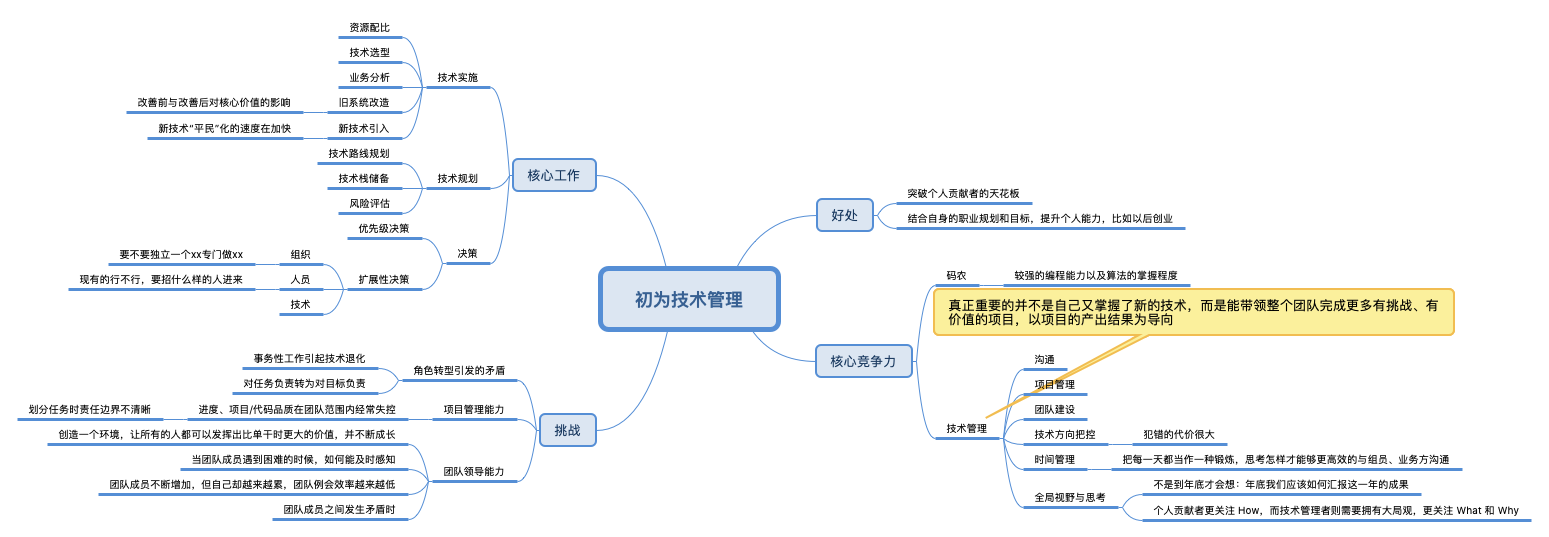 初为技术管理
核心工作
技术实施
资源配比
技术选型
业务分析
旧系统改造
改善前与改善后对核心价值的影响
新技术引入
新技术“平民”化的速度在加快
技术规划
技术路线规划
技术栈储备
风险评估
决策
优先级决策
扩展性决策
组织
要不要独立一个xx专门做xx
人员
现有的行不行，要招什么样的人进来
技术
挑战
角色转型引发的矛盾
事务性工作引起技术退化
对任务负责转为对目标负责
项目管理能力
进度、项目/代码品质在团队范围内经常失控
划分任务时责任边界不清晰
团队领导能力
创造一个环境，让所有的人都可以发挥出比单干时更大的价值，并不断成长
当团队成员遇到困难的时候，如何能及时感知
团队成员不断增加，但自己却越来越累，团队例会效率越来越低
团队成员之间发生矛盾时
好处
突破个人贡献者的天花板
结合自身的职业规划和目标，提升个人能力，比如以后创业
核心竞争力
码农
较强的编程能力以及算法的掌握程度
真正重要的并不是自己又掌握了新的技术，而是能带领整个团队完成更多有挑战、有
价值的项目，以项目的产出结果为导向
技术管理
沟通
项目管理
团队建设
技术方向把控
犯错的代价很大
时间管理
把每一天都当作一种锻炼，思考怎样才能够更高效的与组员、业务方沟通
全局视野与思考
不是到年底才会想：年底我们应该如何汇报这一年的成果
个人贡献者更关注 How，而技术管理者则需要拥有大局观，更关注 What 和 Why